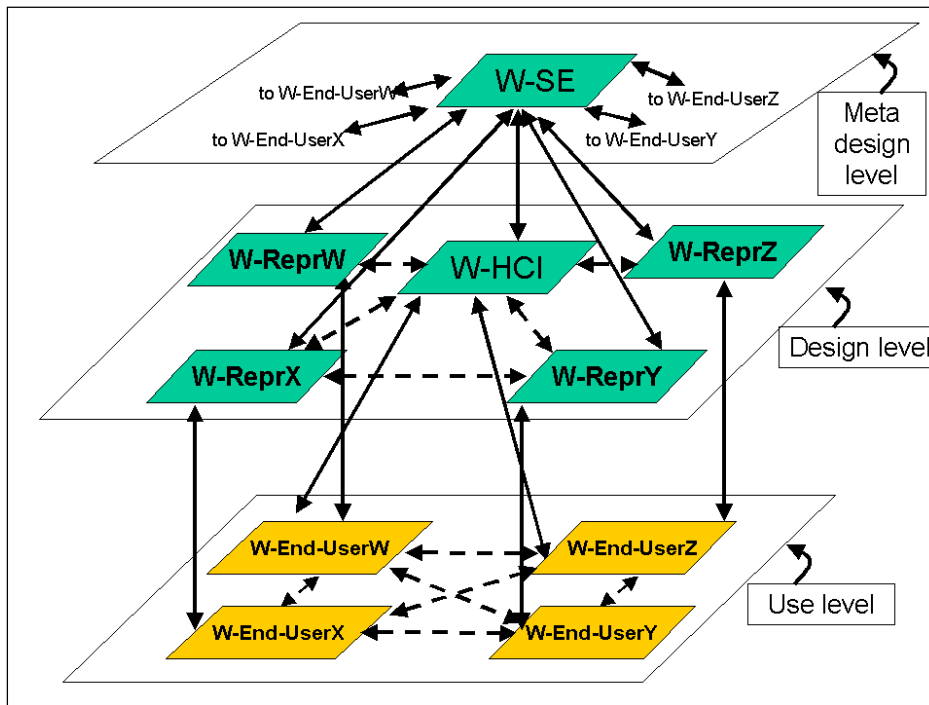 W-SE
to W-End-UserW
to W-End-UserZ
to W-End-UserX
to W-End-UserY
Meta
design
level
W-ReprW
W-HCI
W-ReprZ
Design level
W-ReprX
W-ReprY
W-End-UserW
W-End-UserZ
Use level
W-End-UserX
W-End-UserY